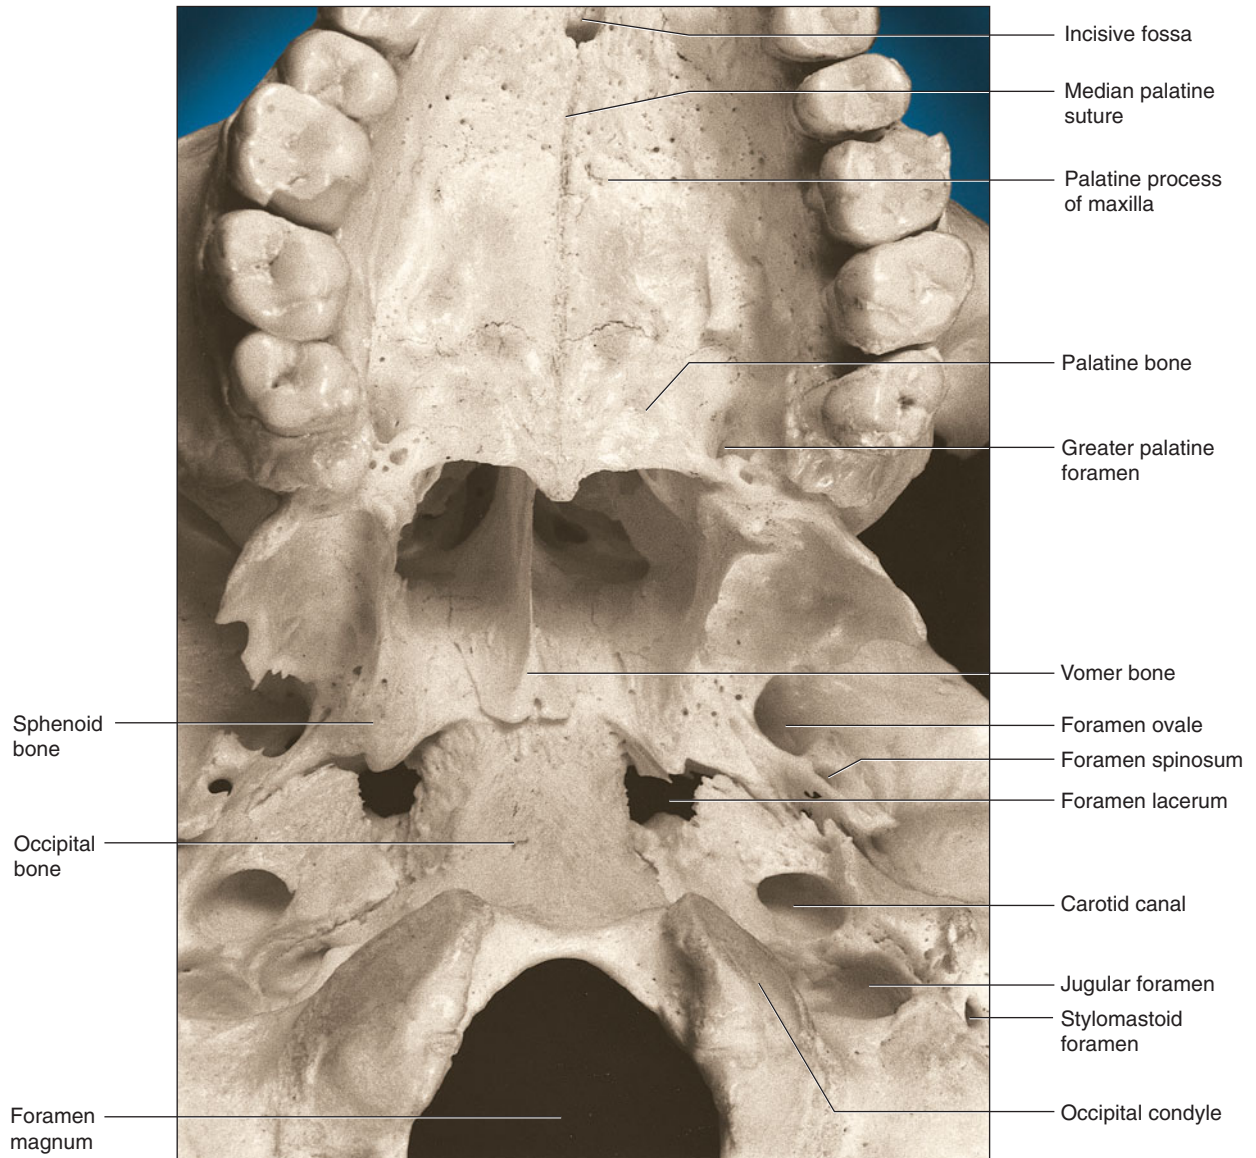 Incisive fossa
Median palatine
suture
Palatine process
of maxilla
Palatine bone
Greater palatine
foramen
Vomer bone
Foramen ovale
Foramen spinosum
Foramen lacerum
Carotid canal
Jugular foramen
Stylomastoid
foramen
Occipital condyle
Sphenoid
bone
Occipital
bone
Foramen
magnum